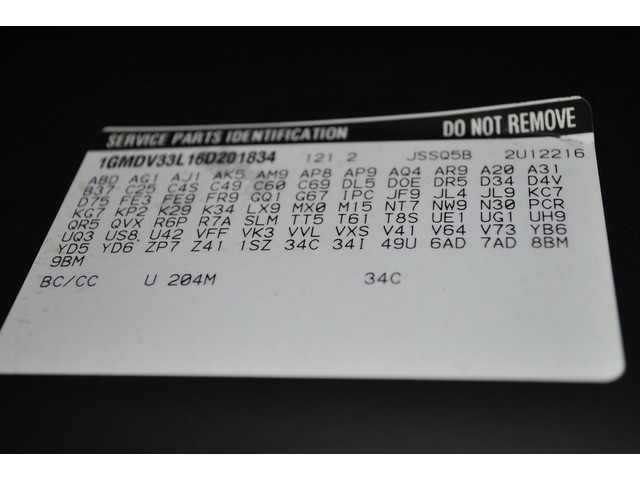 SERVICE PARTS IDENTIFICATION DO NOT REMOVE
1GMDV33L16D201834 121.2 JSSQ5B 2U12216
ABD AG1 AJ1 AK5 AM9 AP8 AP9 AQ4 AR9 A20 A31
B37 C25 C4S C49 C60 C69 DL5 DOE DR5 D34 D4V
D75 FE3 FE9 FR9 GQ1 G67 IPC JF9 JL4 JL9 KC7
KG7 KP2 K29 K34 LX9 MX0 M15 NT7 NW9 N30 PCR
QR5 QVX R6P R7A SLM TT5 T61 T8S UE1 UG1 UH9
UQ3 US8 U42 VFF VK3 VVL VXS V41 V64 V73 YB6
YD5 YD6 ZP7 Z41 1SZ 34C 34I 49U 6AD 7AD 8BM
9BM
BC/CC U 204M 34C